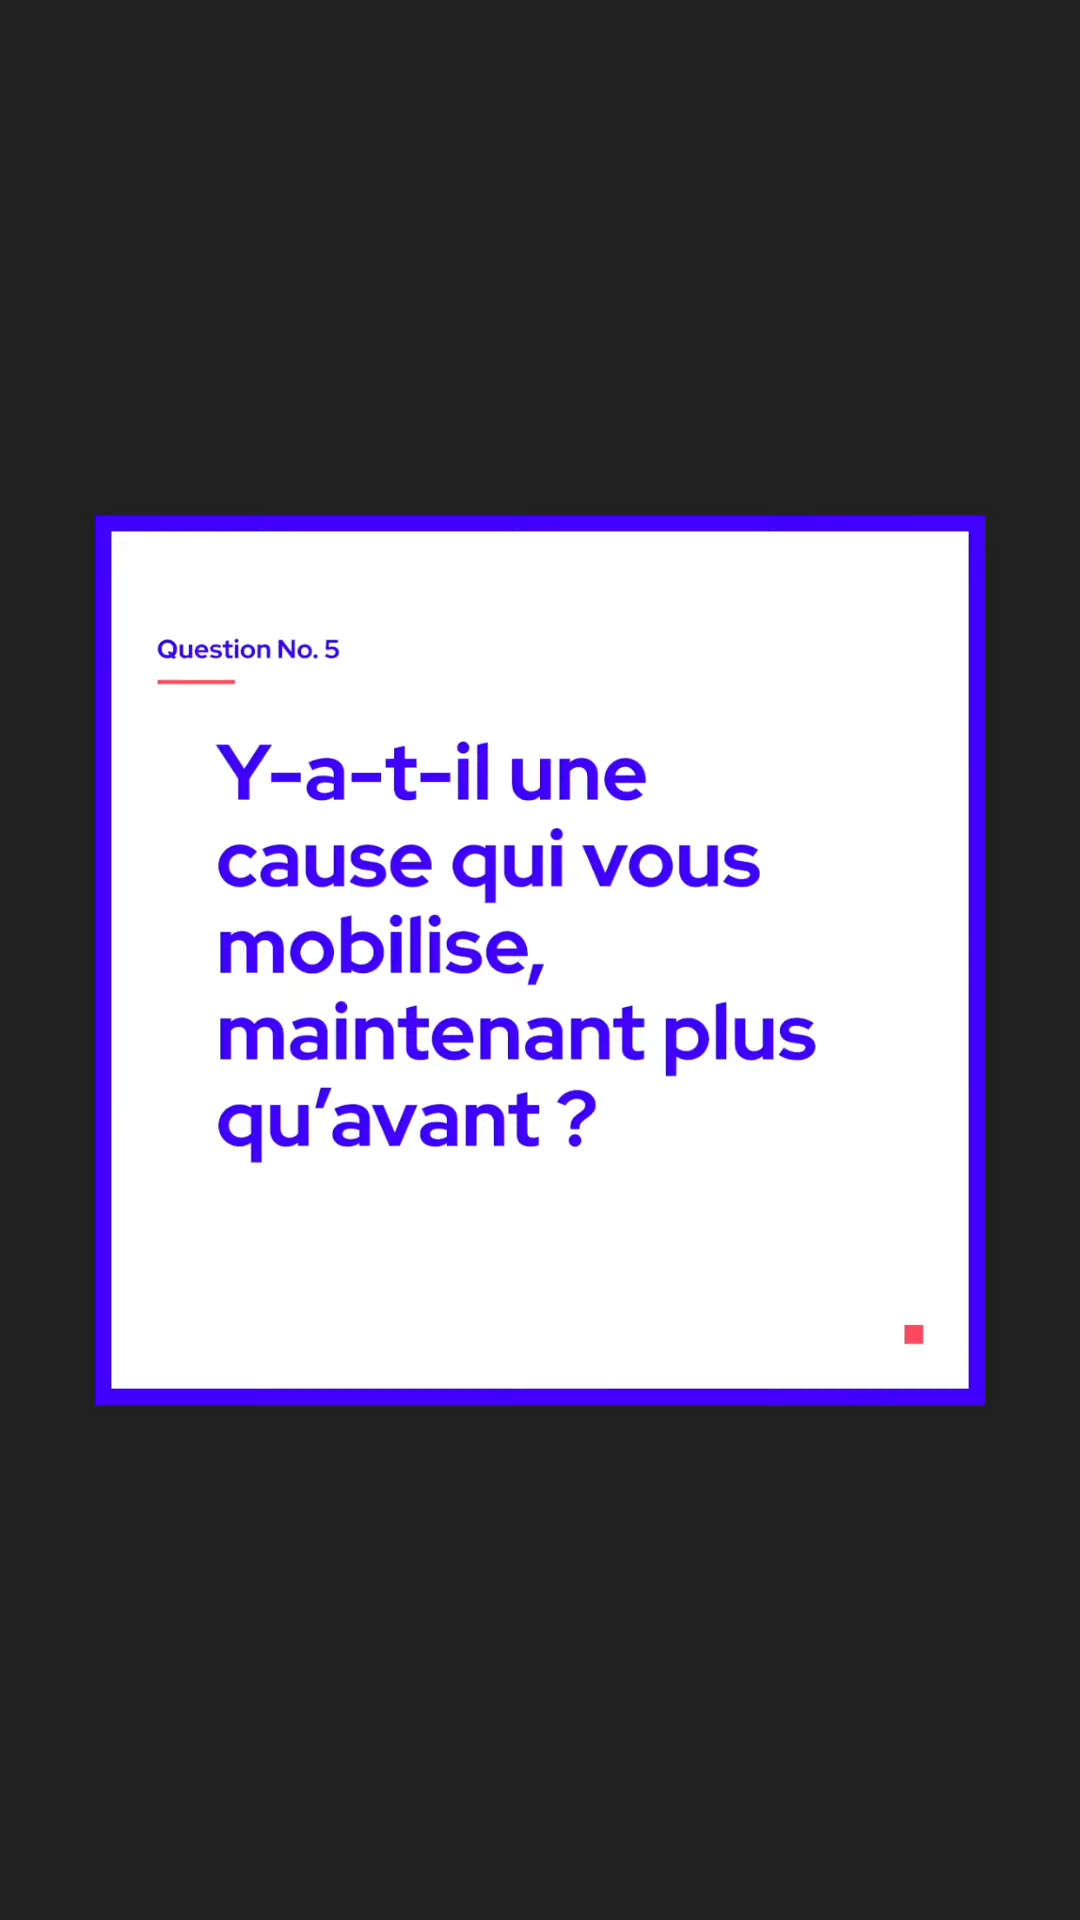 Question No. 5
Y-a-t-il une
cause qui vous
mobilise,
maintenant plus
qu’avant ?